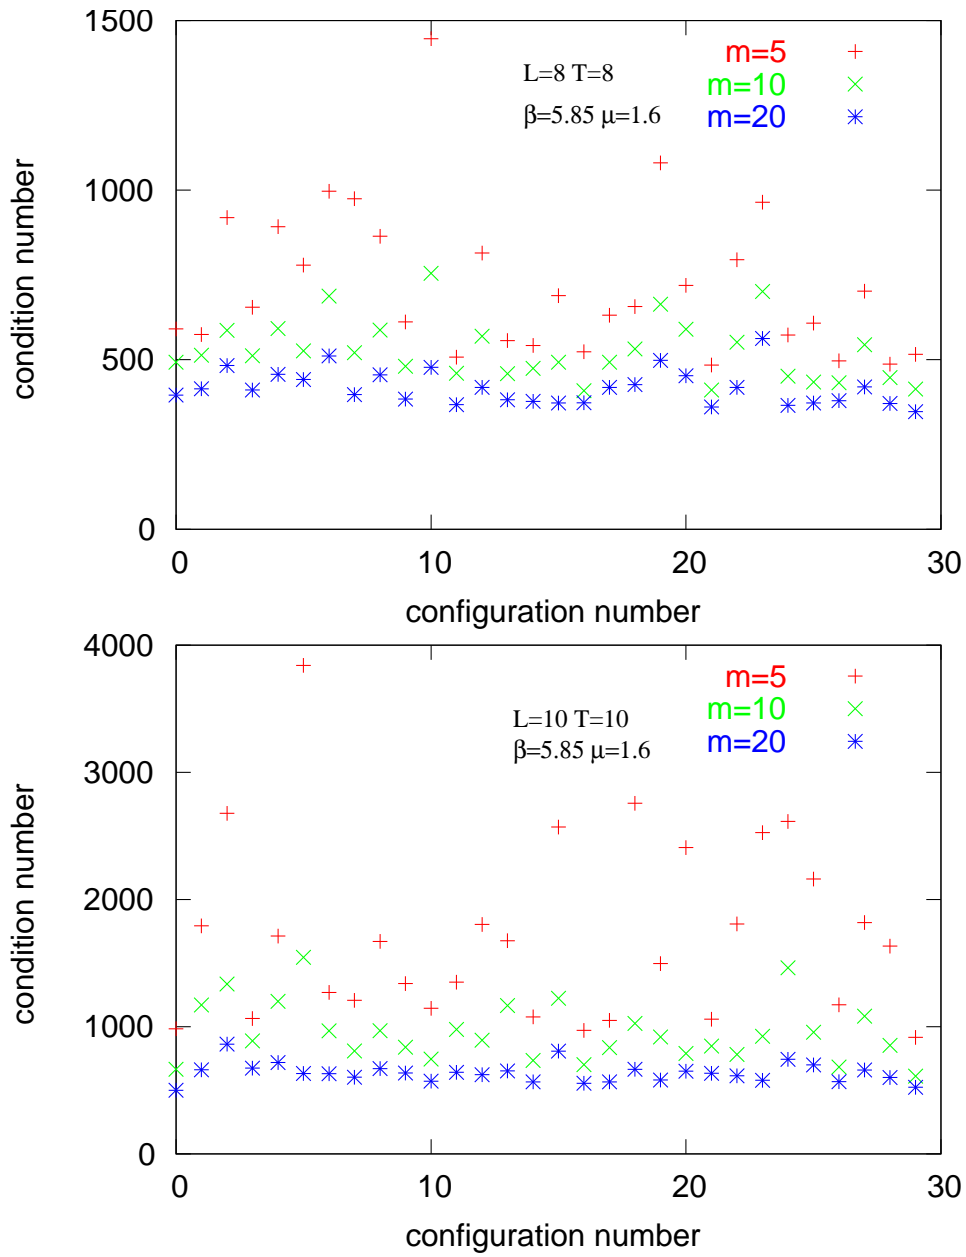 1500
1000
500
0
condition number
L=8 T=8
β=5.85 μ=1.6
m=5
m=10
m=20
0
10
20
30
configuration number
4000
3000
2000
1000
0
condition number
L=10 T=10
β=5.85 μ=1.6
m=5
m=10
m=20
0
10
20
30
configuration number